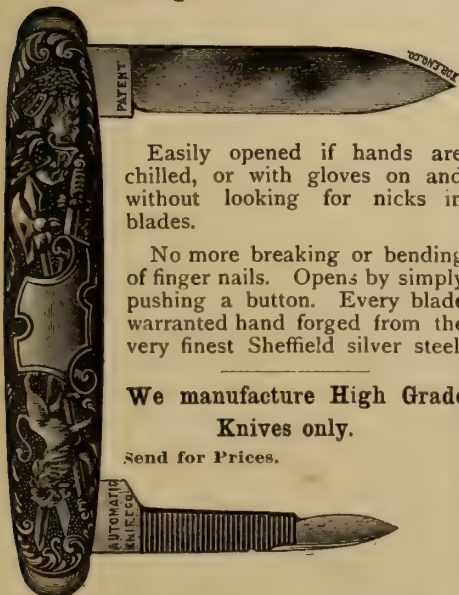 PATENT
Easily opened if hands are
chilled, or with gloves on and
without looking for nicks in
blades.
No more breaking or bending
of finger nails. Opens by simply
pushing a button. Every blade
warranted hand forged from the
very finest Sheffield silver steel
We manufacture High Grade
Knives only.
Send for Prices.
AUTOMATIC
KNIFE CO.